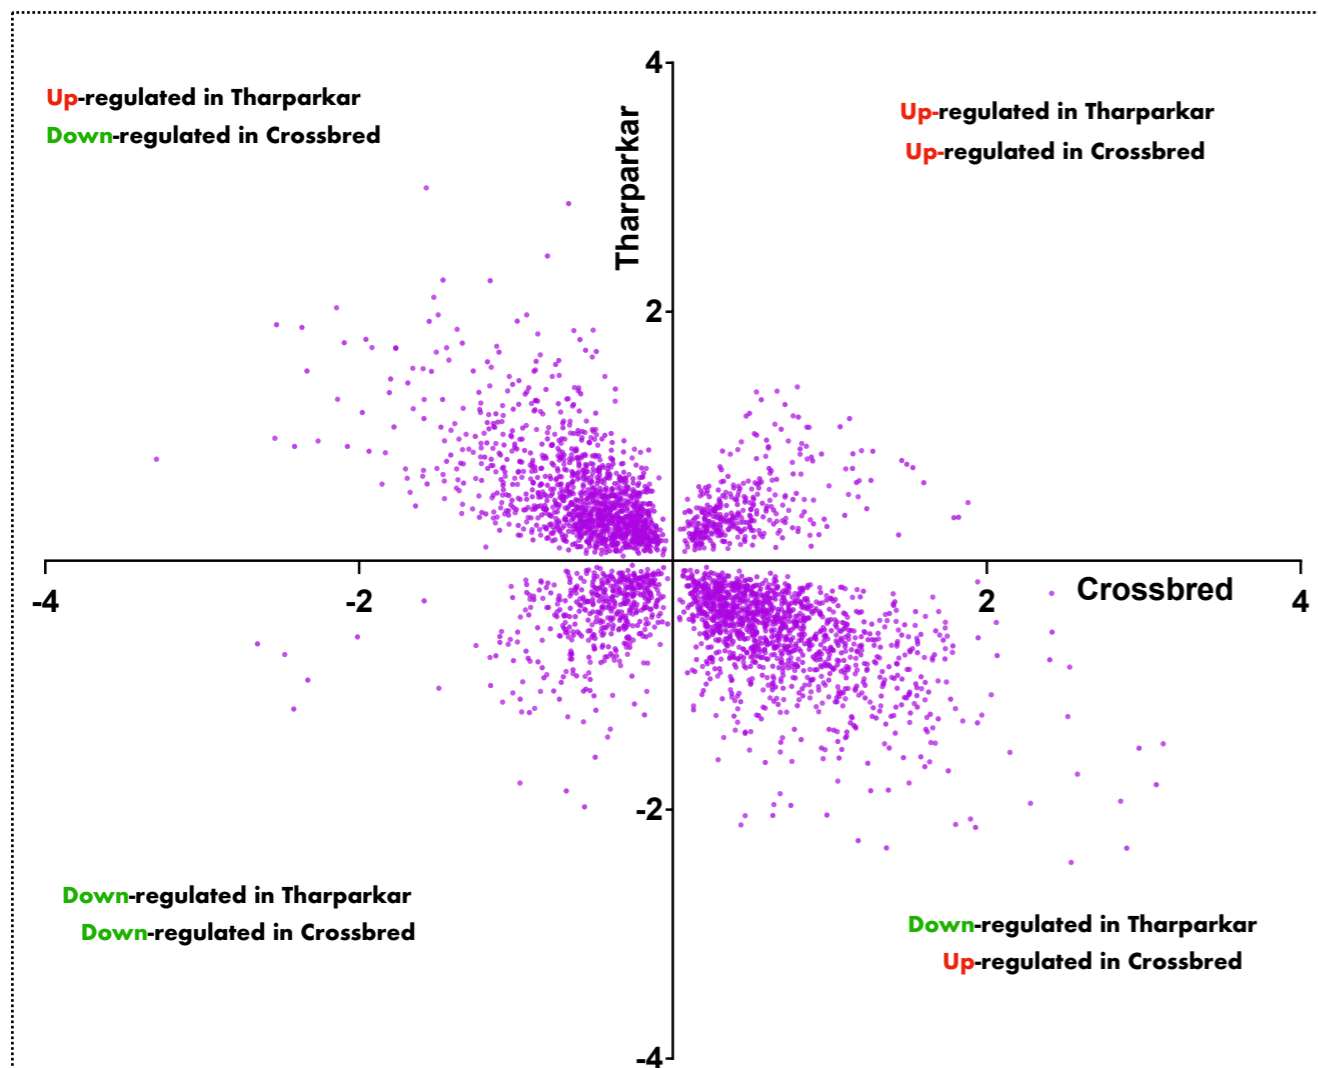 4
Up-regulated in Tharparkar
Down-regulated in Crossbred
Up-regulated in Tharparkar
Up-regulated in Crossbred
Tharparkar
2
-4
-2
2
Crossbred
4
-2
Down-regulated in Tharparkar
Down-regulated in Crossbred
Down-regulated in Tharparkar
Up-regulated in Crossbred
-4